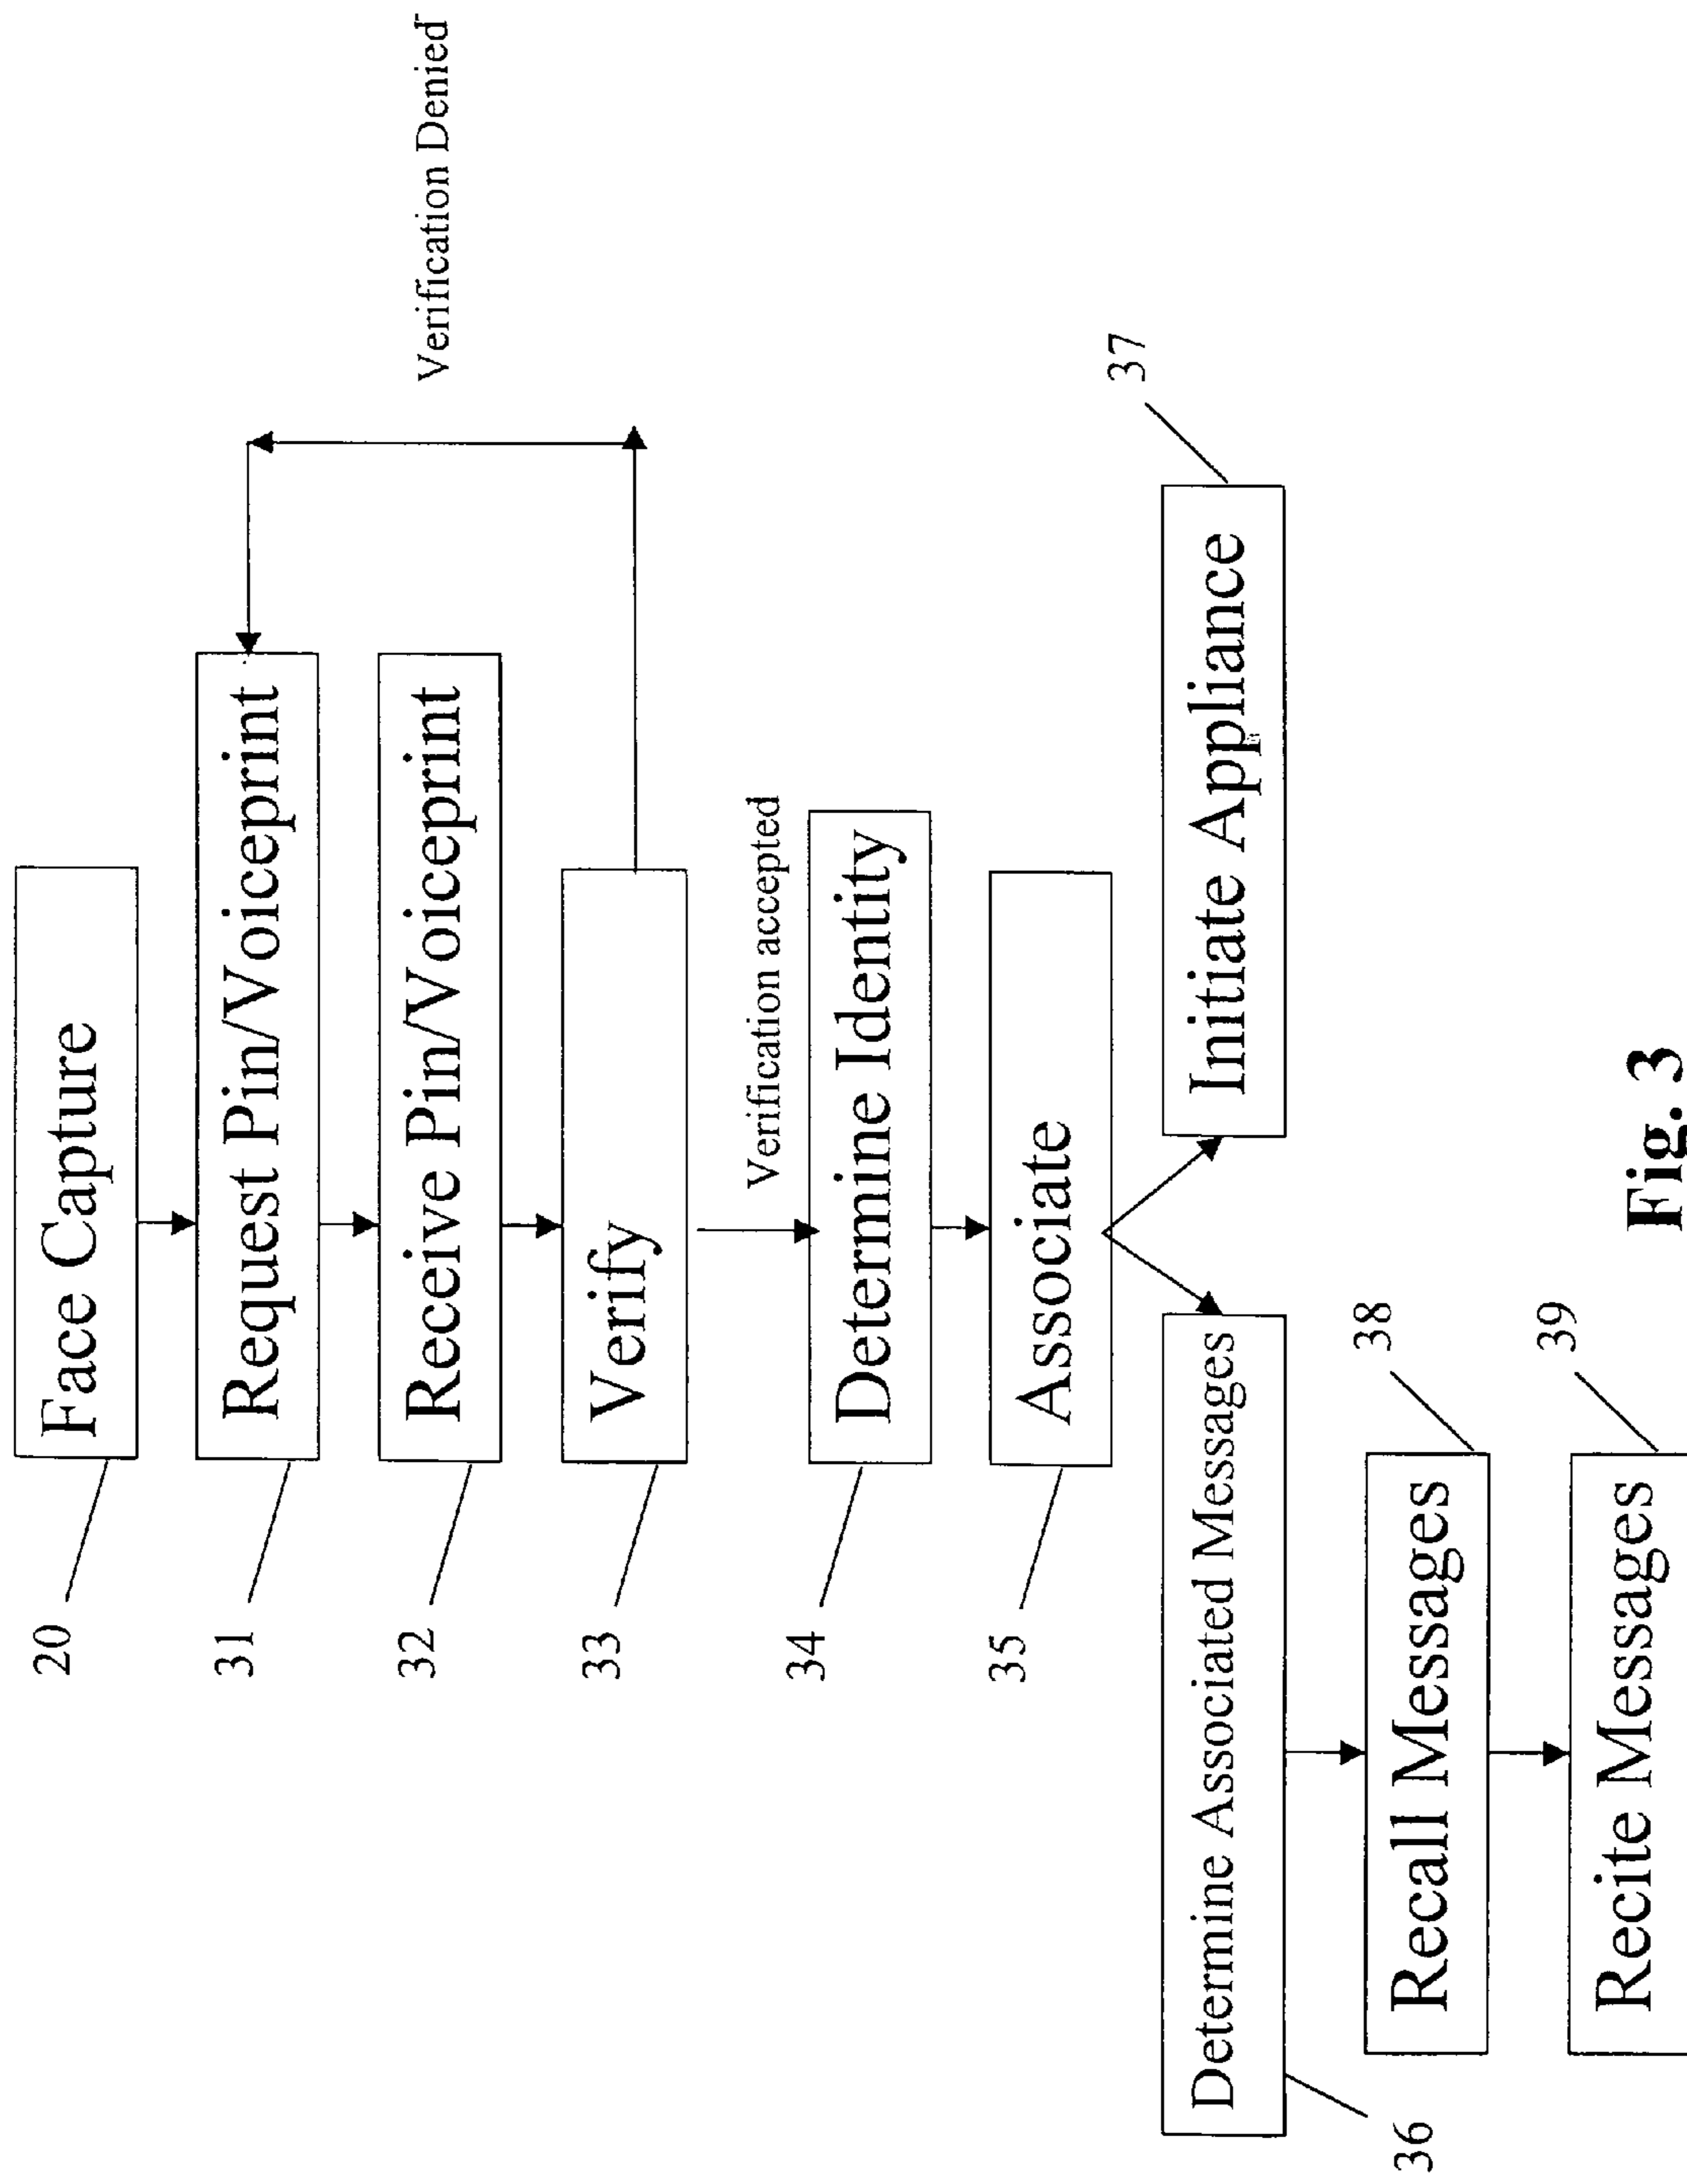 20
Face Capture
31
Request Pin/Voiceprint
32
Receive Pin/Voiceprint
Verification Denied
33
Verify
Verification accepted
34
Determine Identity
35
Associate
36
Determine Associated Messages
Initiate Appliance
37
Recall Messages
38
Recite Messages
39
Fig. 3